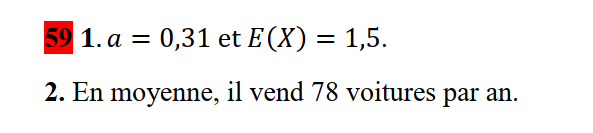 59 1. a = 0,31 et E(X) = 1,5.
2. En moyenne, il vend 78 voitures par an.